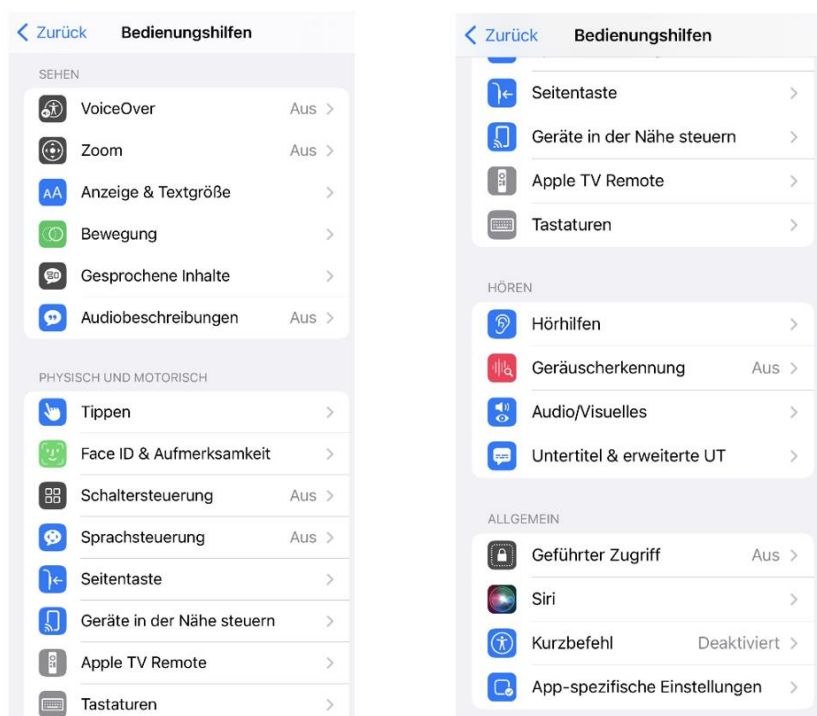 Zurück Bedienungshilfen
SEHEN
VoiceOver Aus
Zoom Aus
Anzeige & Textgröße
Bewegung
Gesprochene Inhalte
Audiobeschreibungen Aus
PHYSISCH UND MOTORISCH
Tippen
Face ID & Aufmerksamkeit
Schaltersteuerung Aus
Sprachsteuerung Aus
Seitentaste
Geräte in der Nähe steuern
Apple TV Remote
Tastaturen
Zurück Bedienungshilfen
Seitentaste
Geräte in der Nähe steuern
Apple TV Remote
Tastaturen
HÖREN
Hörhilfen
Geräuscherkennung Aus
Audio/Visuelles
Untertitel & erweiterte UT
ALLGEMEIN
Geführter Zugriff Aus
Siri
Kurzbefehl Deaktiviert
App-spezifische Einstellungen